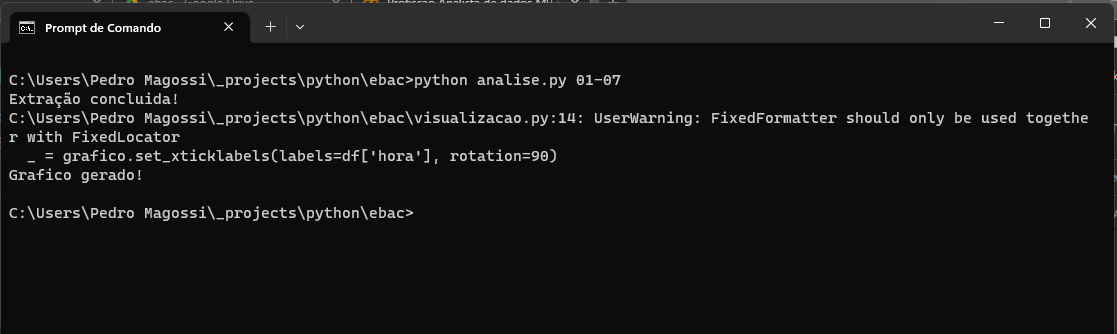 Prompt de Comando
C:\Users\Pedro Magossi\_projects\python\ebac>python analise.py 01-07
Extração concluida!
C:\Users\Pedro Magossi\_projects\python\ebac\visualizacao.py:14: UserWarning: FixedFormatter should only be used togethe
r with FixedLocator
  _ = grafico.set_xticklabels(labels=df['hora'], rotation=90)
Grafico gerado!
C:\Users\Pedro Magossi\_projects\python\ebac>